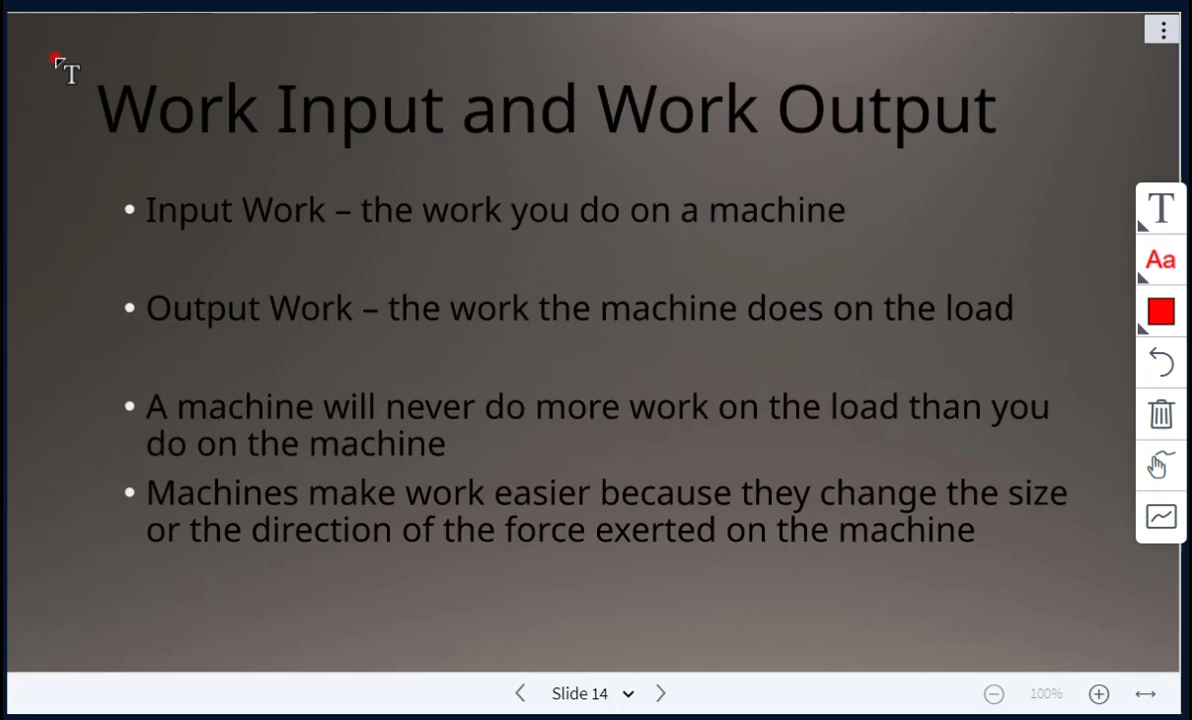 Work Input and Work Output
• Input Work – the work you do on a machine
• Output Work – the work the machine does on the load
• A machine will never do more work on the load than you
do on the machine
• Machines make work easier because they change the size
or the direction of the force exerted on the machine
T
T
Aa
Slide 14
100%